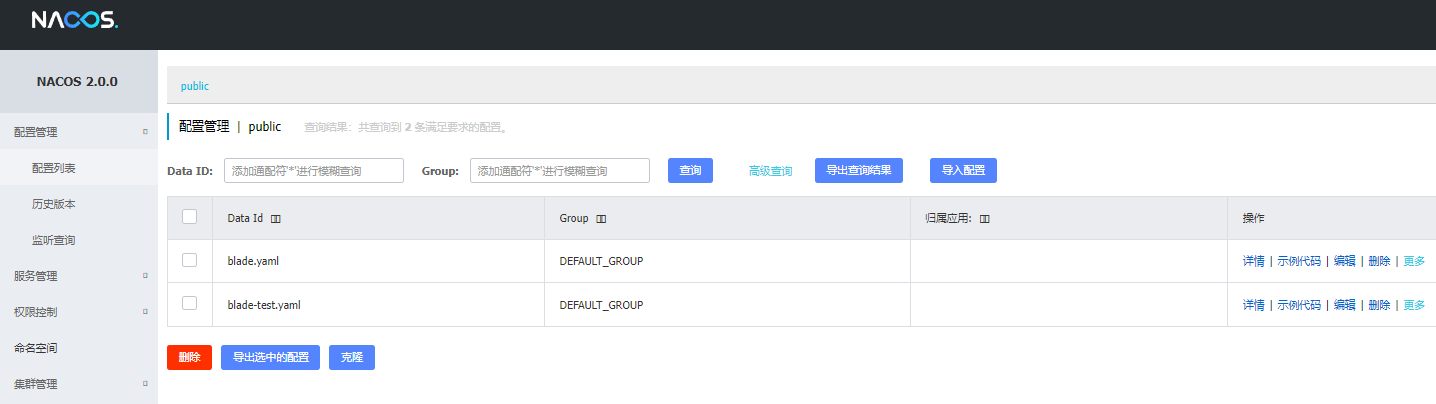 NACOS.
NACOS 2.0.0
public
配置管理
配置管理 | public 查询结果：共查询到 2 条满足要求的配置。
配置列表
Data ID: 添加通配符'*'进行模糊查询 Group: 添加通配符'*'进行模糊查询 查询 高级查询 导出查询结果 导入配置
历史版本
Data Id Group 归属应用: 操作
监听查询
blade.yaml DEFAULT_GROUP 详情 | 示例代码 | 编辑 | 删除 | 更多
服务管理
blade-test.yaml DEFAULT_GROUP 详情 | 示例代码 | 编辑 | 删除 | 更多
权限控制
命名空间
删除 导出选中的配置 克隆
集群管理